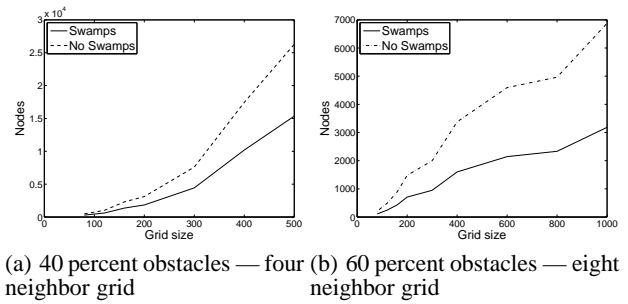 x 10⁴
3
2.5
2
1.5
1
0.5
0
Nodes
Swamps
No Swamps
0 100 200 300 400 500
Grid size
7000
6000
5000
4000
3000
2000
1000
0
Nodes
Swamps
No Swamps
0 200 400 600 800 1000
Grid size
(a) 40 percent obstacles — four neighbor grid
(b) 60 percent obstacles — eight neighbor grid